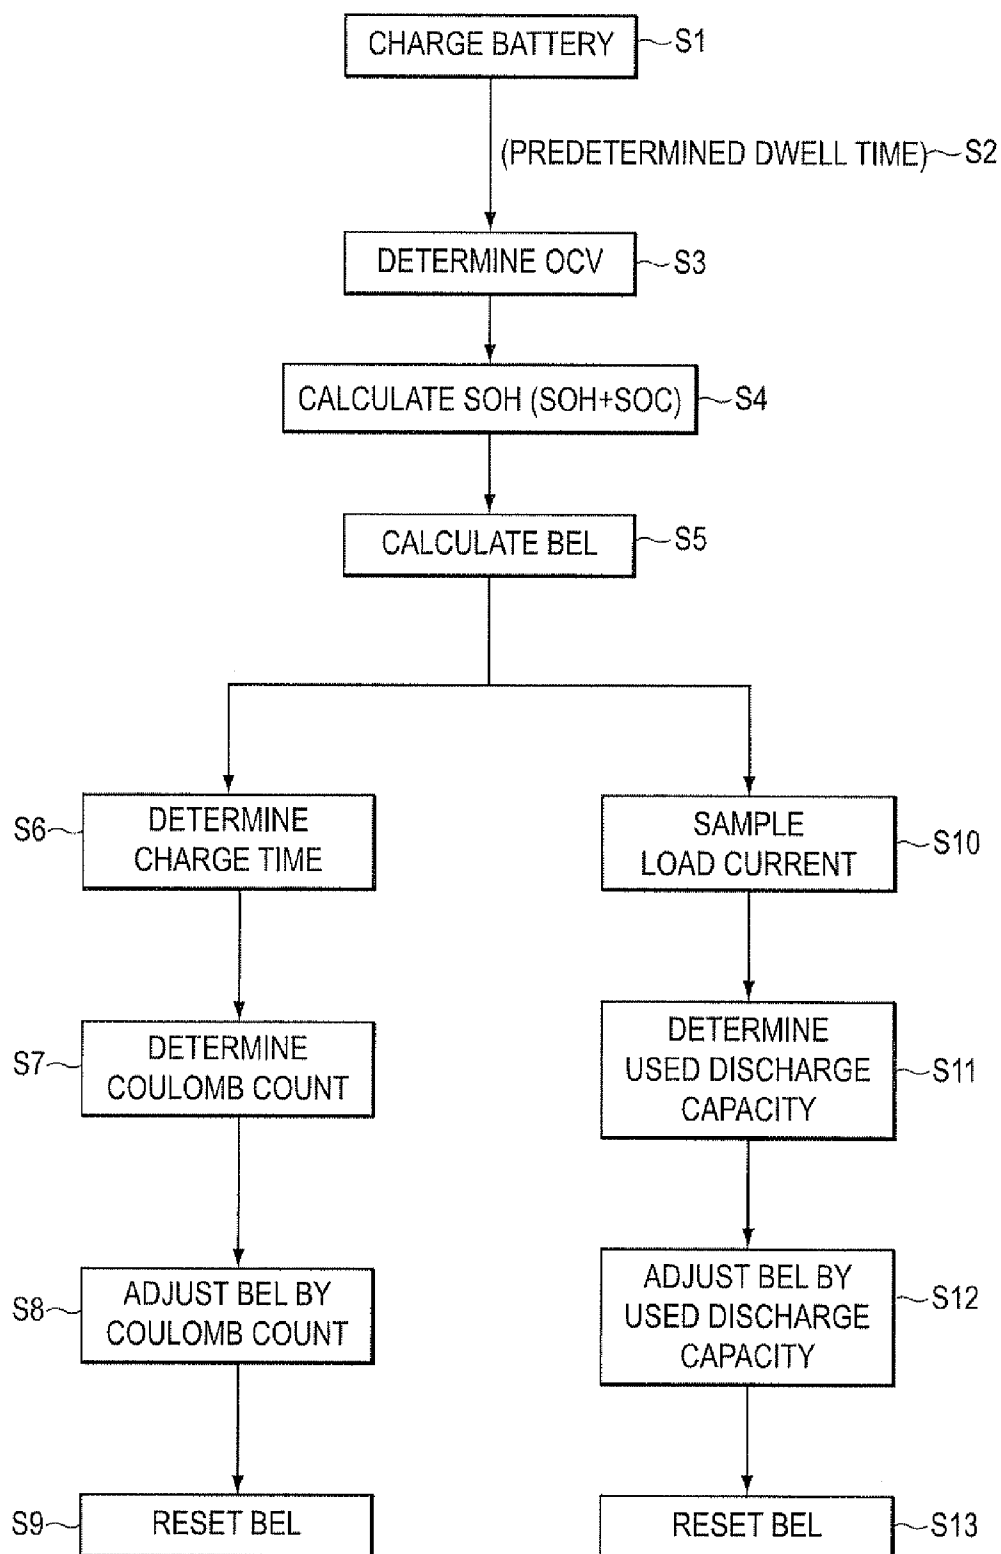 CHARGE BATTERY
S1
(PREDETERMINED DWELL TIME)
S2
DETERMINE OCV
S3
CALCULATE SOH (SOH+SOC)
S4
CALCULATE BEL
S5
S6
DETERMINE
CHARGE TIME
S7
DETERMINE
COULOMB COUNT
S8
ADJUST BEL BY
COULOMB COUNT
S9
RESET BEL
SAMPLE
LOAD CURRENT
S10
DETERMINE
USED DISCHARGE
CAPACITY
S11
ADJUST BEL BY
USED DISCHARGE
CAPACITY
S12
RESET BEL
S13